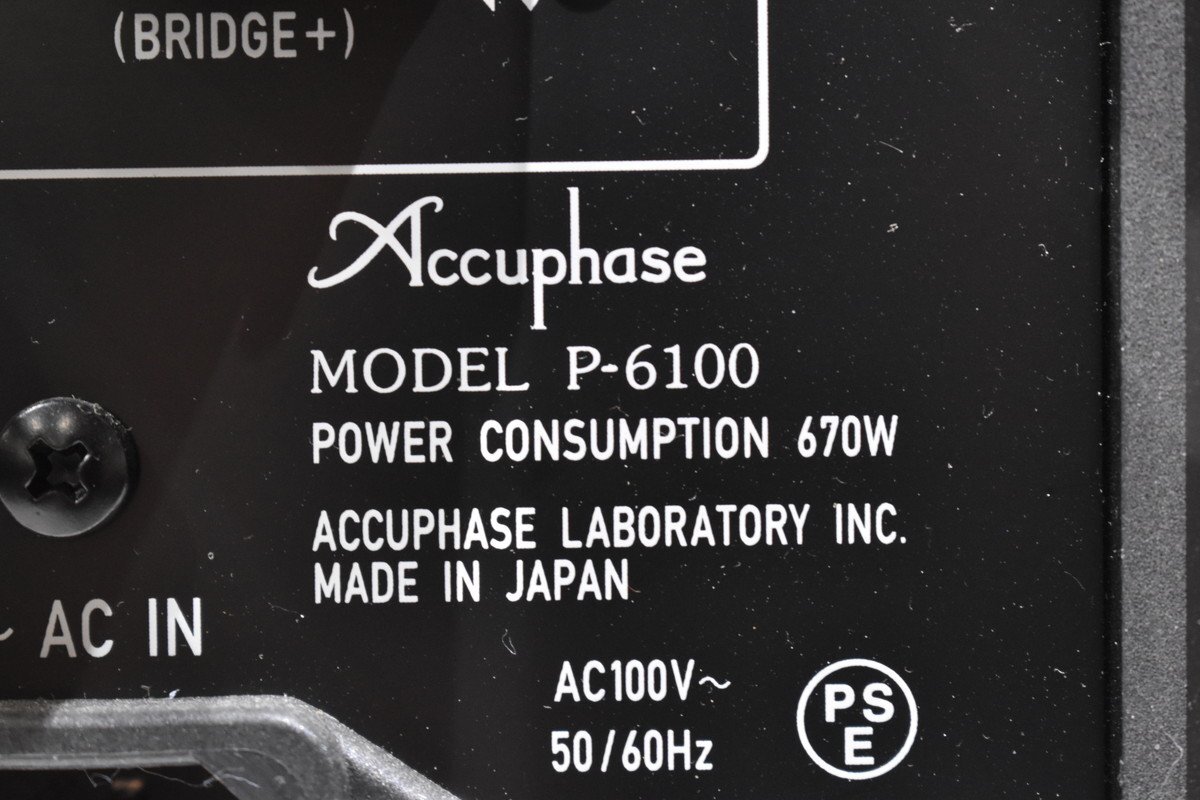 (BRIDGE+)
Accuphase
MODEL P-6100
POWER CONSUMPTION 670W
ACCUPHASE LABORATORY INC.
MADE IN JAPAN
~ AC IN
AC100V~
50/60Hz
PS
E